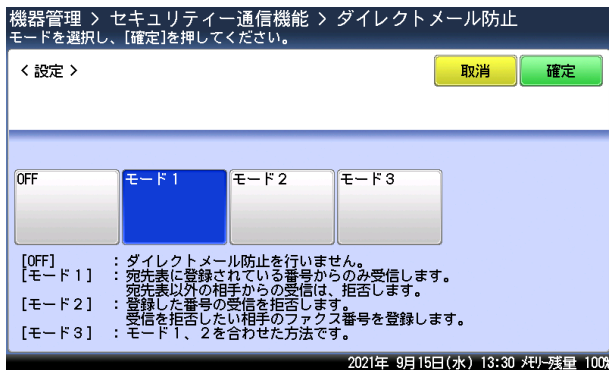 機器管理 > セキュリティー通信機能 > ダイレクトメール防止
モードを選択し、[確定]を押してください。
< 設定 >
取消
確定
OFF
モード1
モード2
モード3
[OFF] : ダイレクトメール防止を行いません。
[モード1] : 宛先表に登録されている番号からのみ受信します。
宛先表以外の相手からの受信は、拒否します。
[モード2] : 登録した番号の受信を拒否します。
受信を拒否したい相手のファクス番号を登録します。
[モード3] : モード1、2を合わせた方法です。
2021年 9月15日(水) 13:30 メモリー残量 100%